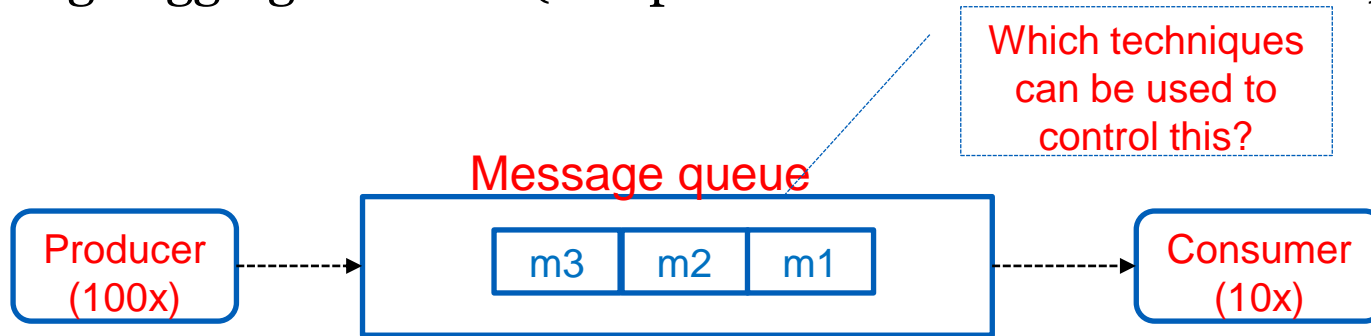 Which techniques
can be used to
control this?
Message queue
Producer
(100x)
m3 m2 m1
Consumer
(10x)